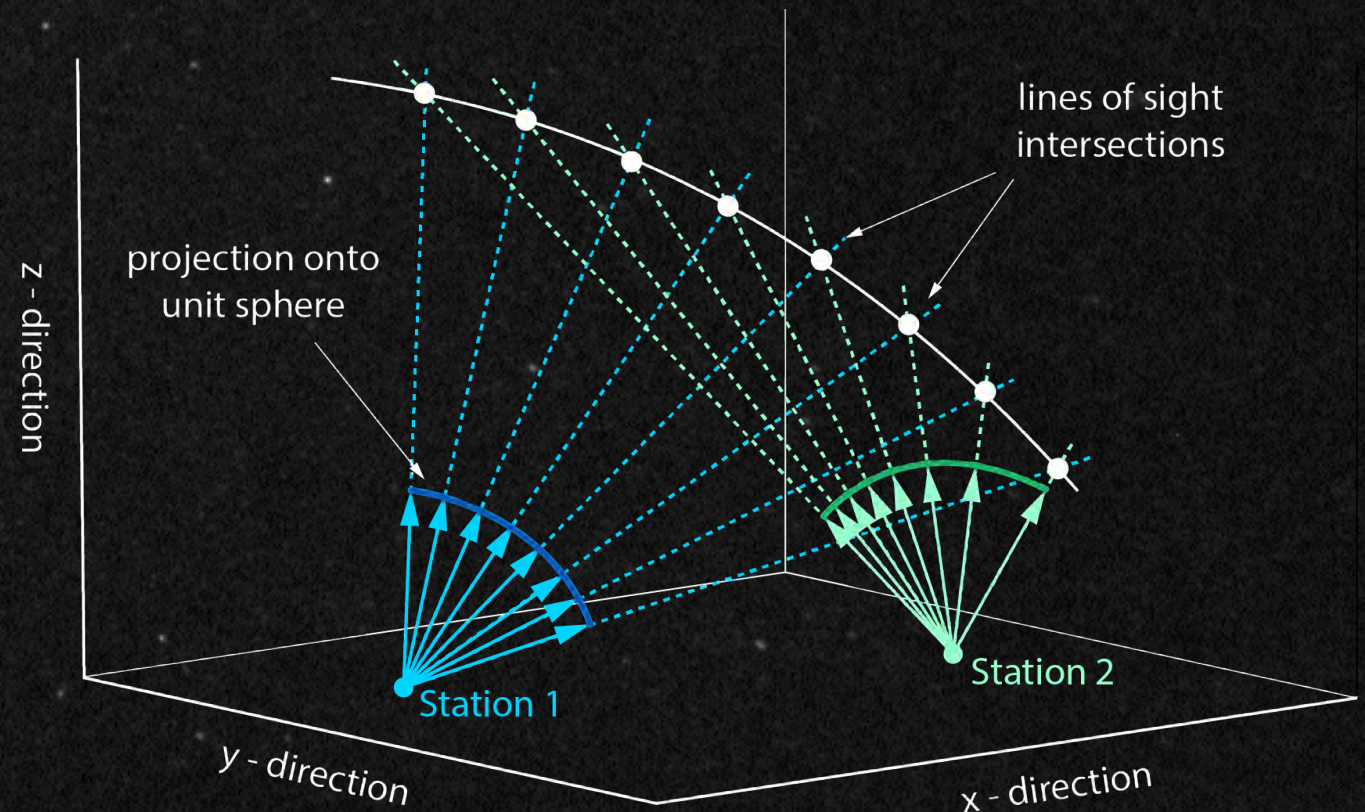 lines of sight
intersections
projection onto
unit sphere
z - direction
Station 1
Station 2
y - direction
x - direction